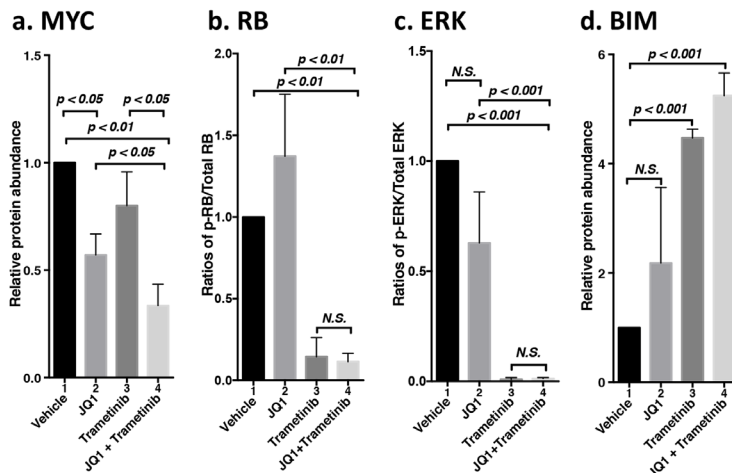 a. MYC
Relative protein abundance
1.0
0.5
0.0
p < 0.05
p < 0.05
p < 0.01
p < 0.05
1
2
3
4
Vehicle
JQ1
Trametinib
JQ1 + Trametinib
b. RB
Ratios of p-RB/Total RB
2.0
1.5
1.0
0.5
0.0
p < 0.01
p < 0.01
N.S.
1
2
3
4
Vehicle
JQ1
Trametinib
JQ1+Trametinib
c. ERK
Ratios of p-ERK/Total ERK
1.5
1.0
0.5
0.0
N.S.
p < 0.001
p < 0.001
N.S.
1
2
3
4
Vehicle
JQ1
Trametinib
JQ1+Trametinib
d. BIM
Relative protein abundance
6
4
2
0
p < 0.001
p < 0.001
N.S.
1
2
3
4
Vehicle
JQ1
Trametinib
JQ1 + Trametinib